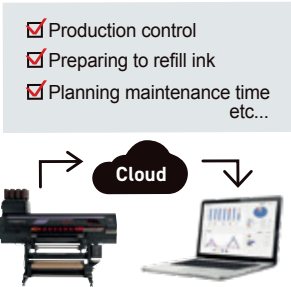 Production control
Preparing to refill ink
Planning maintenance time
etc...
Cloud